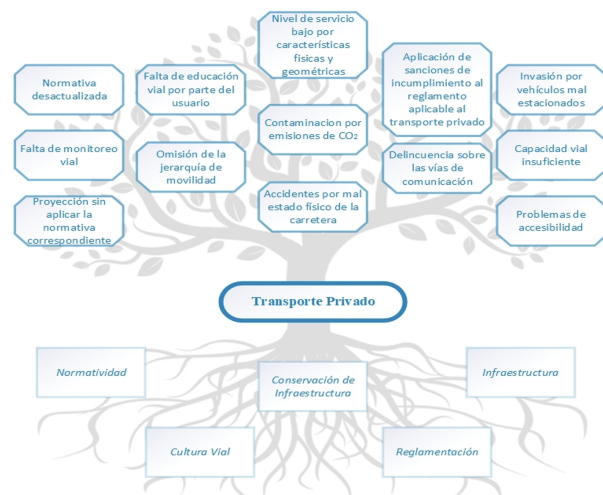 Nivel de servicio
bajo por
características
fisicas y
geométricas
Aplicación de
sanciones de
incumplimiento al
reglamento
aplicable al
transporte privado
Normativa
desactualizada
Falta de educación
vial por parte del
usuario
Invasión por
vehículos mal
estacionados
Contaminacion por
emisiones de CO₂
Falta de monitoreo
vial
Omisión de la
jerarquía de
movilidad
Delincuencia sobre
las vías de
comunicación
Capacidad vial
insuficiente
Proyección sin
aplicar la
normativa
correspondiente
Accidentes por mal
estado físico de la
carretera
Problemas de
accesibilidad
Transporte Privado
Normatividad
Conservación de
Infraestructura
Infraestructura
Cultura Vial
Reglamentación